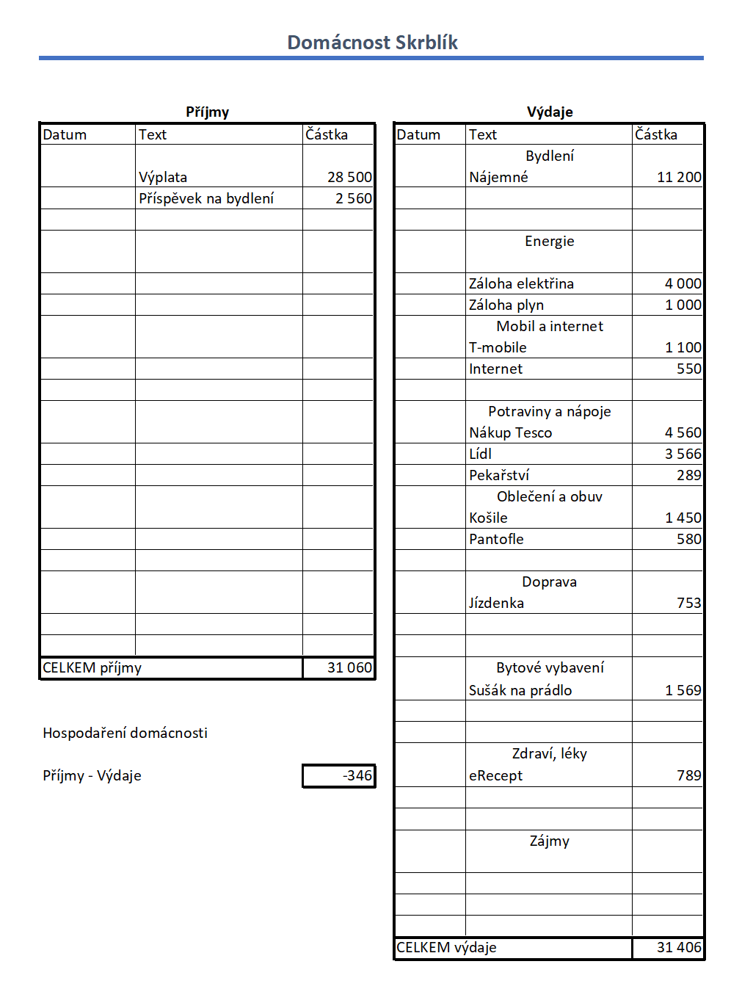 Domácnost Skrblík
Příjmy
Datum Text Částka
Výplata 28 500
Příspěvek na bydlení 2 560
CELKEM příjmy 31 060
Hospodaření domácnosti
Příjmy - Výdaje -346
Výdaje
Datum Text Částka
Bydlení
Nájemné 11 200
Energie
Záloha elektřina 4 000
Záloha plyn 1 000
Mobil a internet
T-mobile 1 100
Internet 550
Potraviny a nápoje
Nákup Tesco 4 560
Lídl 3 566
Pekařství 289
Oblečení a obuv
Košile 1 450
Pantofle 580
Doprava
Jízdenka 753
Bytové vybavení
Sušák na prádlo 1 569
Zdraví, léky
eRecept 789
Zájmy
CELKEM výdaje 31 406